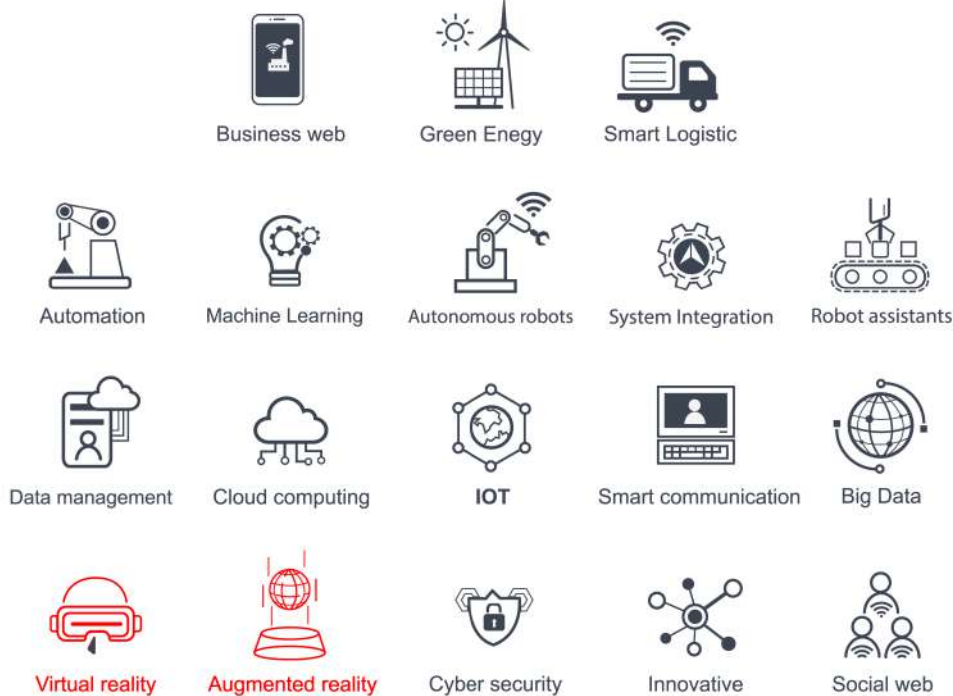 Business web
Green Enegy
Smart Logistic
Automation
Machine Learning
Autonomous robots
System Integration
Robot assistants
Data management
Cloud computing
IOT
Smart communication
Big Data
Virtual reality
Augmented reality
Cyber security
Innovative
Social web